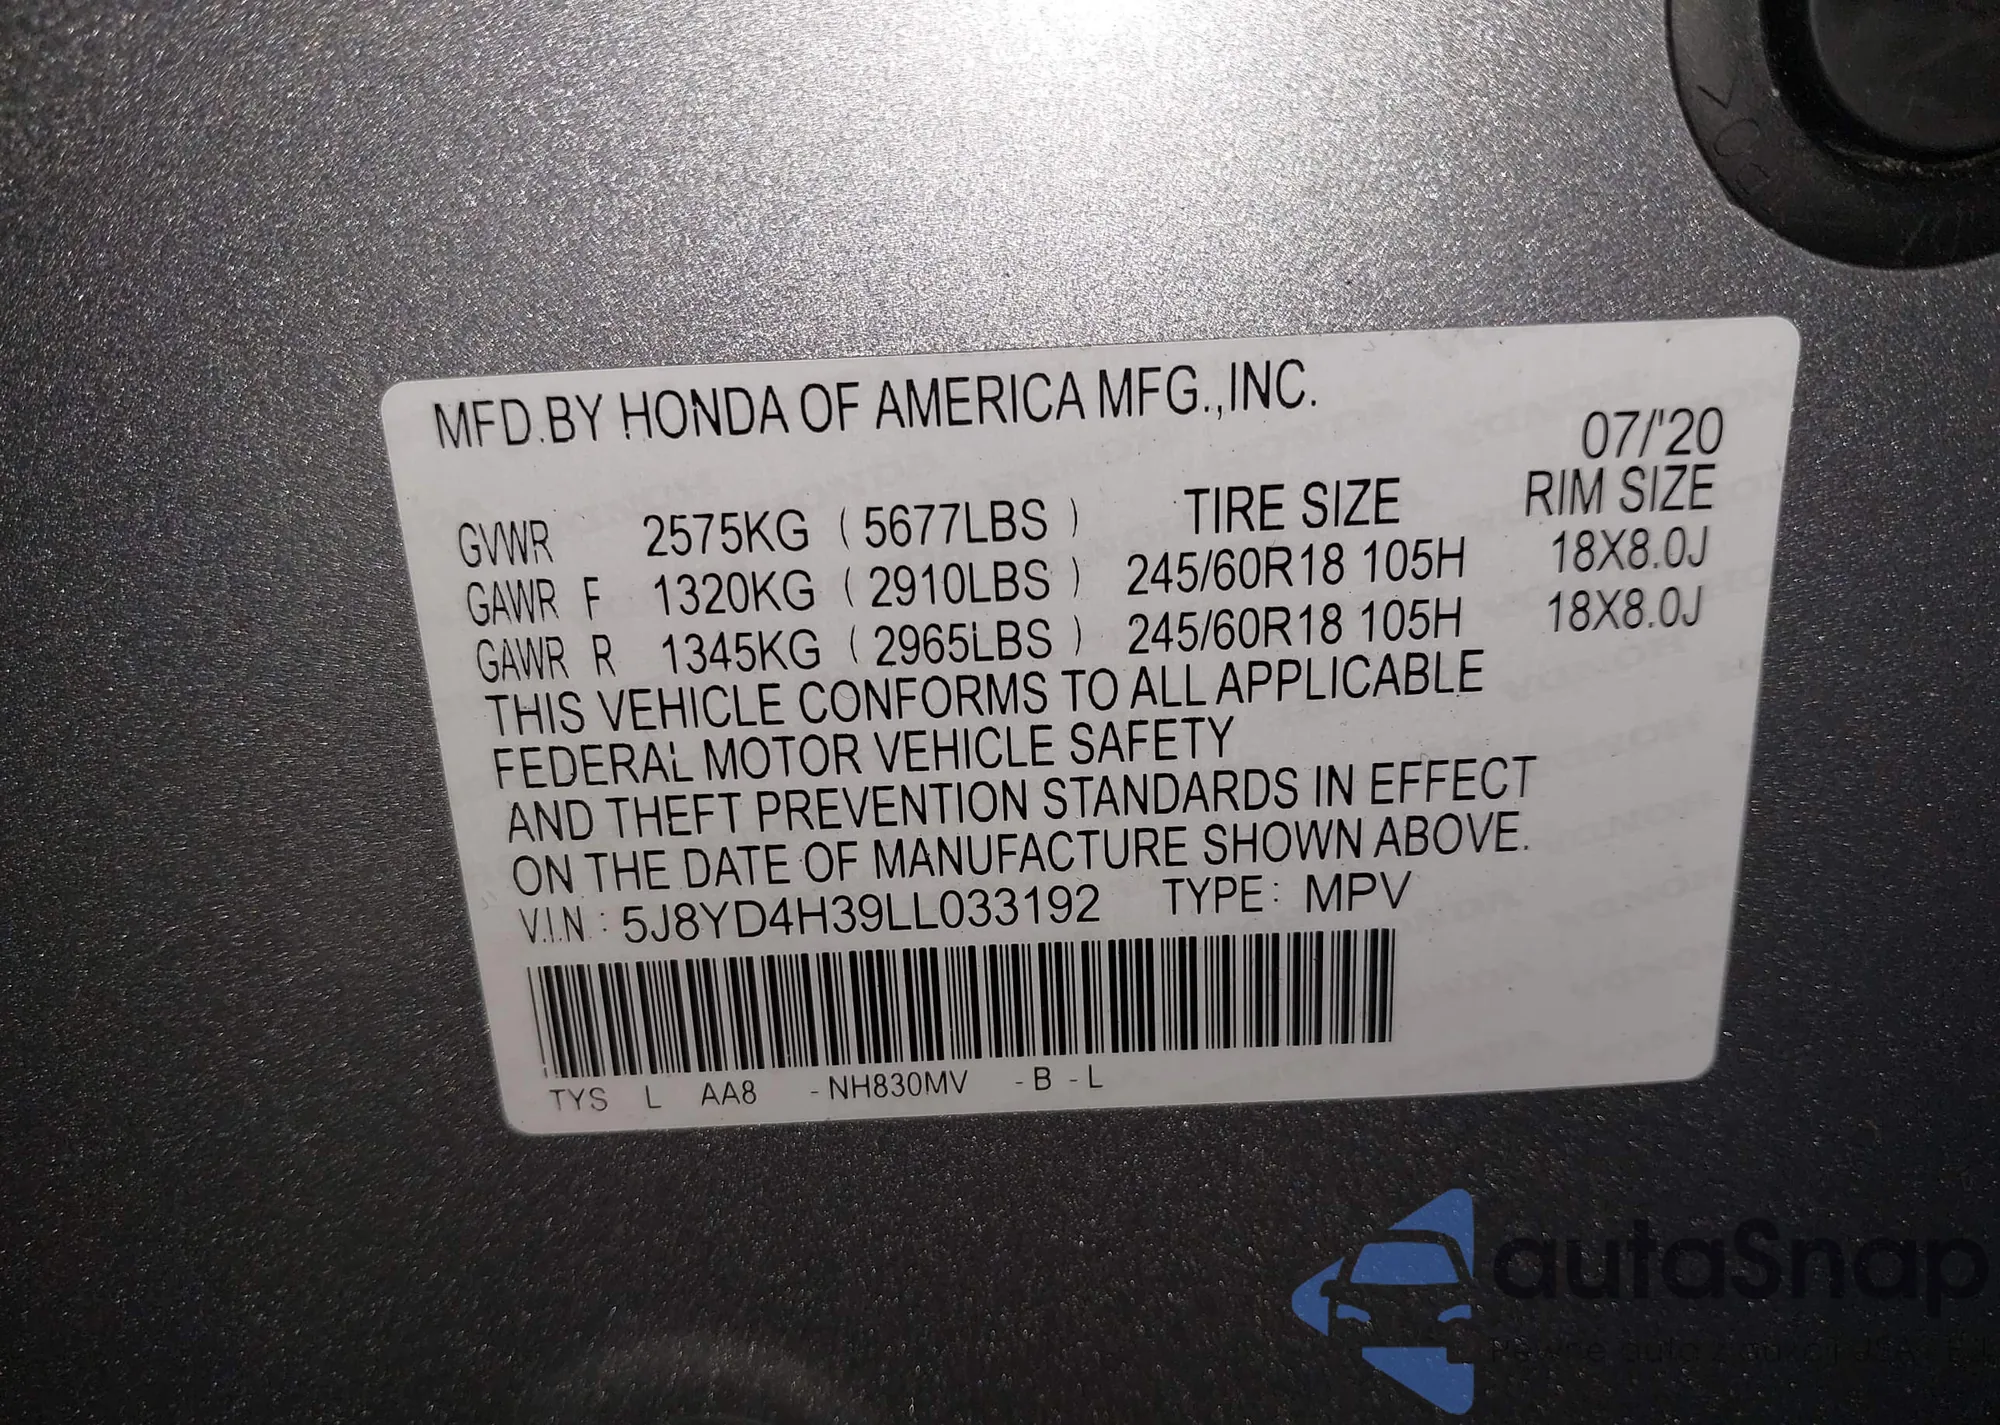 MFD.BY HONDA OF AMERICA MFG.,INC.
07/'20
GVWR 2575KG (5677LBS) TIRE SIZE RIM SIZE
GAWR F 1320KG (2910LBS) 245/60R18 105H 18X8.0J
GAWR R 1345KG (2965LBS) 245/60R18 105H 18X8.0J
THIS VEHICLE CONFORMS TO ALL APPLICABLE
FEDERAL MOTOR VEHICLE SAFETY
AND THEFT PREVENTION STANDARDS IN EFFECT
ON THE DATE OF MANUFACTURE SHOWN ABOVE.
V.I.N. : 5J8YD4H39LL033192 TYPE: MPV
TYS L AA8 -NH830MV -B -L
autaSnap
auto